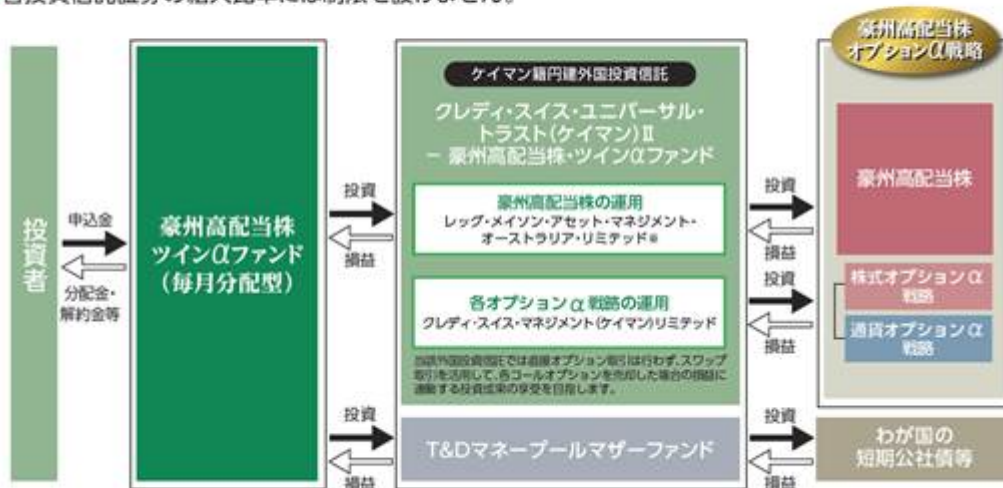 各投資信託証券の組入比率には制限を設けません。
豪州高配当株
オプションα戦略
ケイマン籍円建外国投資信託
クレディ・スイス・ユニバーサル・
トラスト(ケイマン)Ⅱ
- 豪州高配当株・ツインαファンド
投資者
申込金
分配金・
解約金等
豪州高配当株
ツインαファンド
(毎月分配型)
投資
損益
豪州高配当株の運用
レッグ・メイソン・アセット・マネジメント・
オーストラリア・リミテッド※
投資
損益
豪州高配当株
各オプションα戦略の運用
クレディ・スイス・マネジメント(ケイマン)リミテッド
投資
損益
株式オプションα
戦略
通貨オプションα
戦略
当該外国投資信託では直接オプション取引は行わず、スワップ
取引を活用して、各コールオプションを売却した場合の損益に
連動する投資成果の享受を目指します。
投資
損益
T&Dマネープールマザーファンド
投資
損益
わが国の
短期公社債等